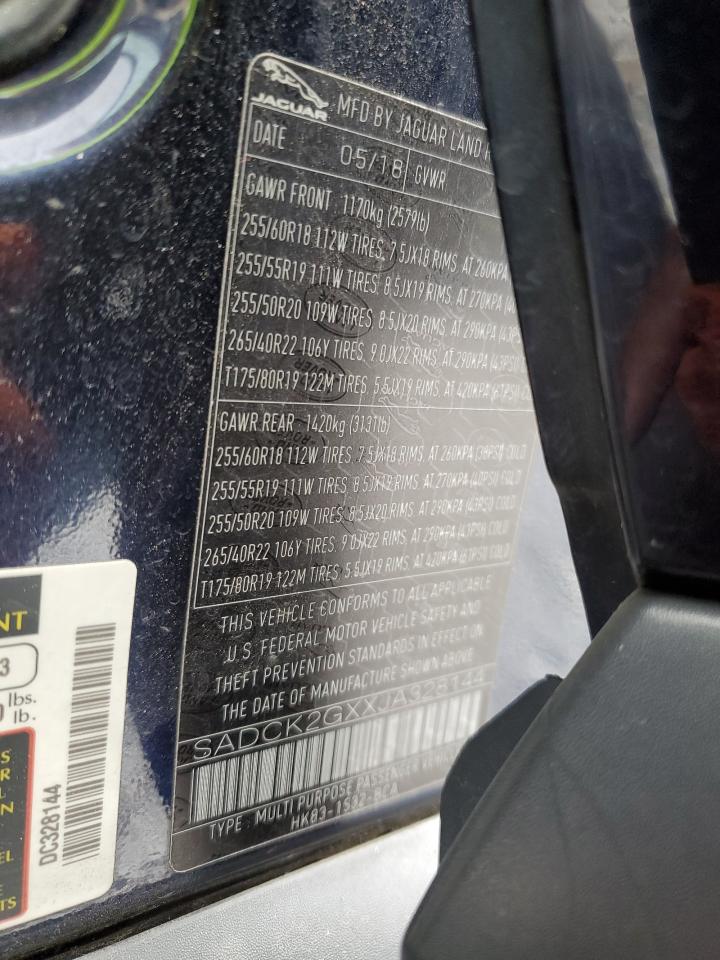 JAGUAR
MFD BY JAGUAR LAND
DATE 05/18 GVWR
GAWR FRONT 1170kg (2579lb)
255/60R18 112W TIRES, 7.5JX18 RIMS, AT 260KPA
255/55R19 111W TIRES, 8.5JX19 RIMS, AT 270KPA
255/50R20 109W TIRES, 8.5JX20 RIMS, AT 290KPA (43PSI)
265/40R22 106Y TIRES, 9.0JX22 RIMS, AT 290KPA (43PSI)
T175/80R19 122M TIRES, 5.5JX19 RIMS, AT 420KPA (61PSI)
GAWR REAR 1420kg (3131lb)
255/60R18 112W TIRES, 7.5JX18 RIMS, AT 260KPA (38PSI) COLD
255/55R19 111W TIRES, 8.5JX19 RIMS, AT 270KPA (40PSI) COLD
255/50R20 109W TIRES, 8.5JX20 RIMS, AT 290KPA (43PSI) COLD
265/40R22 106Y TIRES, 9.0JX22 RIMS, AT 290KPA (43PSI) COLD
T175/80R19 122M TIRES, 5.5JX19 RIMS, AT 420KPA (61PSI) COLD
THIS VEHICLE CONFORMS TO ALL APPLICABLE
U.S. FEDERAL MOTOR VEHICLE SAFETY AND
THEFT PREVENTION STANDARDS IN EFFECT ON
THE DATE OF MANUFACTURE SHOWN ABOVE
SADCK2GXXJA328144
TYPE: MULTI PURPOSE PASSENGER
NT
3
lbs.
lb.
DC328144
S
R
L
N
EL
E
TS